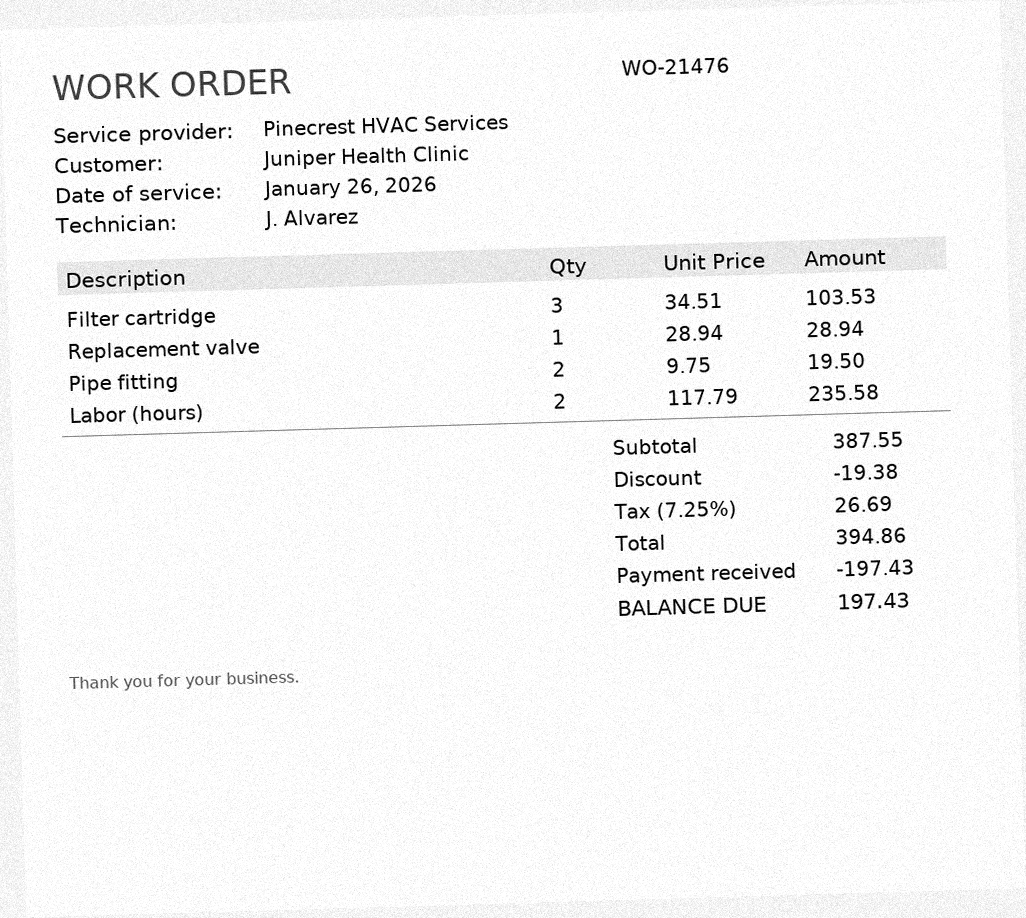 WORK ORDER WO-21476
Service provider: Pinecrest HVAC Services
Customer: Juniper Health Clinic
Date of service: January 26, 2026
Technician: J. Alvarez
Description Qty Unit Price Amount
Filter cartridge 3 34.51 103.53
Replacement valve 1 28.94 28.94
Pipe fitting 2 9.75 19.50
Labor (hours) 2 117.79 235.58
Subtotal 387.55
Discount -19.38
Tax (7.25%) 26.69
Total 394.86
Payment received -197.43
BALANCE DUE 197.43
Thank you for your business.